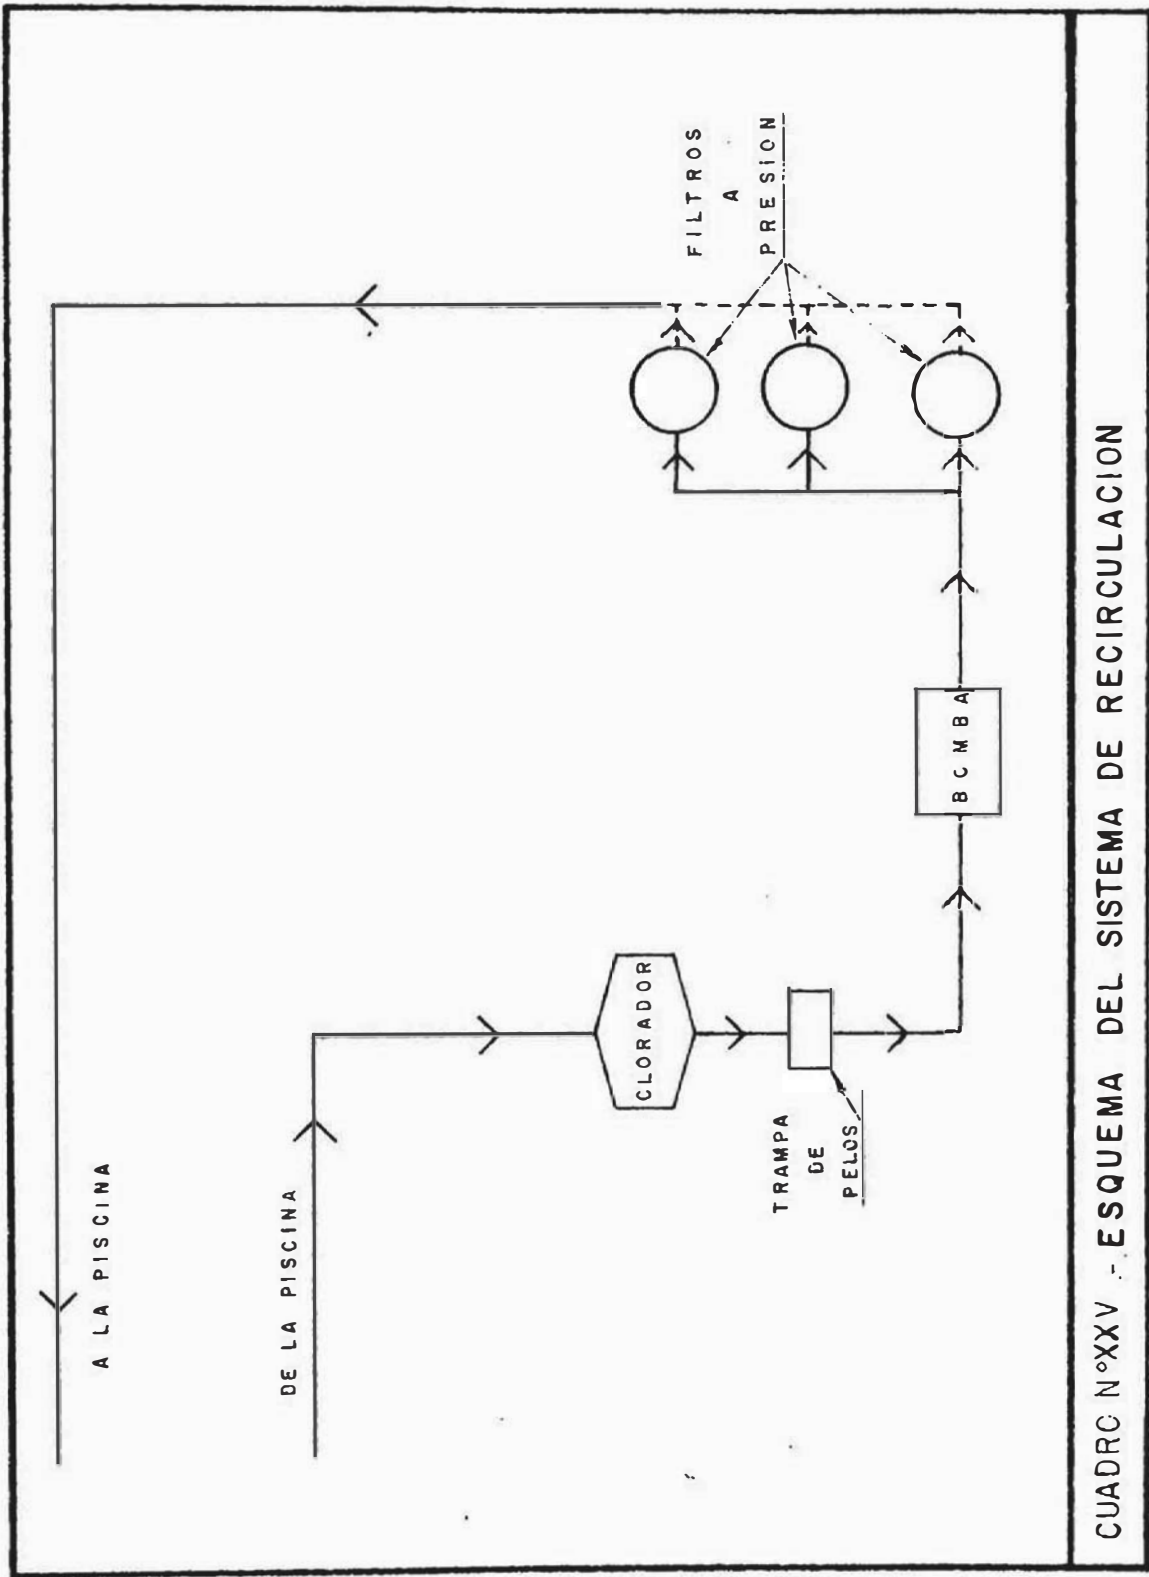 A LA PISCINA
DE LA PISCINA
CLORADOR
TRAMPA
DE
PELOS
BCMBA
FILTROS
A
PRESION
CUADRC N°XXV .- ESQUEMA DEL SISTEMA DE RECIRCULACION